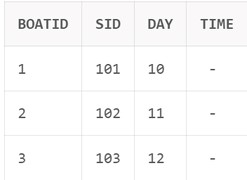 BOATID SID DAY TIME
1 101 10 -
2 102 11 -
3 103 12 -